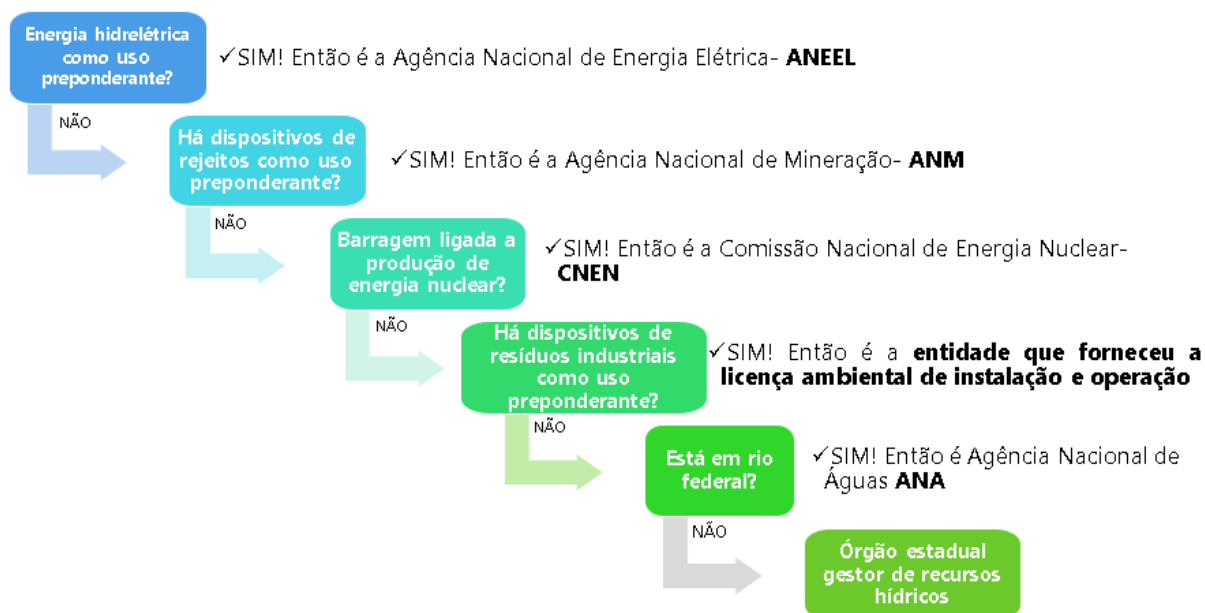 Energia hidrelétrica
como uso
preponderante?
✓SIM! Então é a Agência Nacional de Energia Elétrica- ANEEL
NÃO
Há dispositivos de
rejeitos como uso
preponderante?
✓SIM! Então é a Agência Nacional de Mineração- ANM
NÃO
Barragem ligada a
produção de
energia nuclear?
✓SIM! Então é a Comissão Nacional de Energia Nuclear-
CNEN
NÃO
Há dispositivos de
resíduos industriais
como uso
preponderante?
✓SIM! Então é a entidade que forneceu a
licença ambiental de instalação e operação
NÃO
Está em rio
federal?
✓SIM! Então é Agência Nacional de
Águas ANA
NÃO
Órgão estadual
gestor de recursos
hídricos